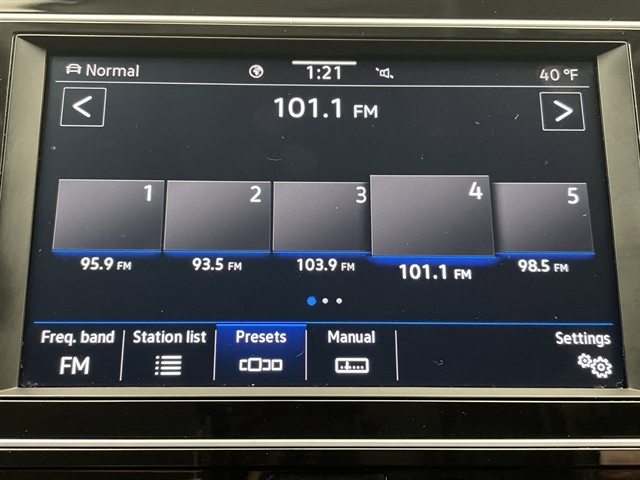 Normal 1:21 40 °F
< 101.1 FM >
1 2 3 4 5
95.9 FM 93.5 FM 103.9 FM 101.1 FM 98.5 FM
Freq. band Station list Presets Manual Settings
FM